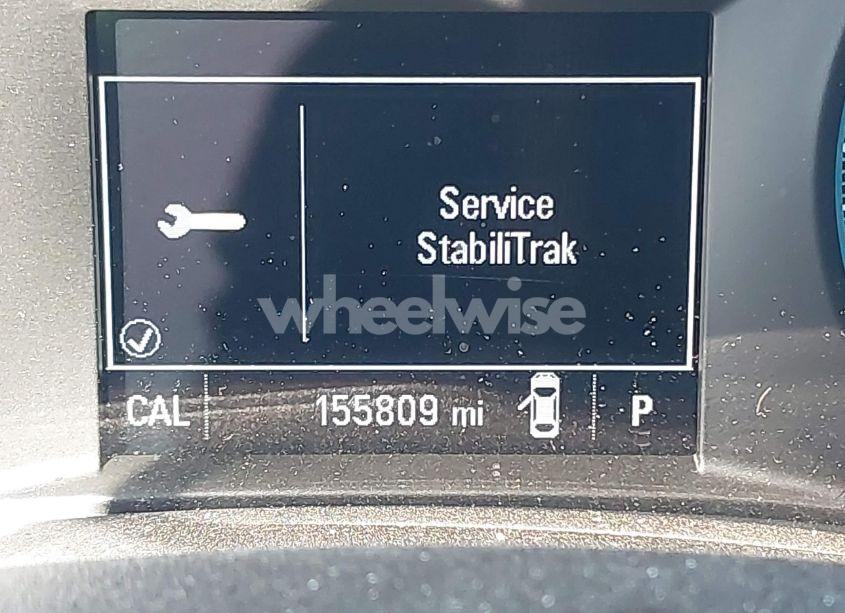 Service
StabiliTrak
wheelwise
CAL 155809 mi P